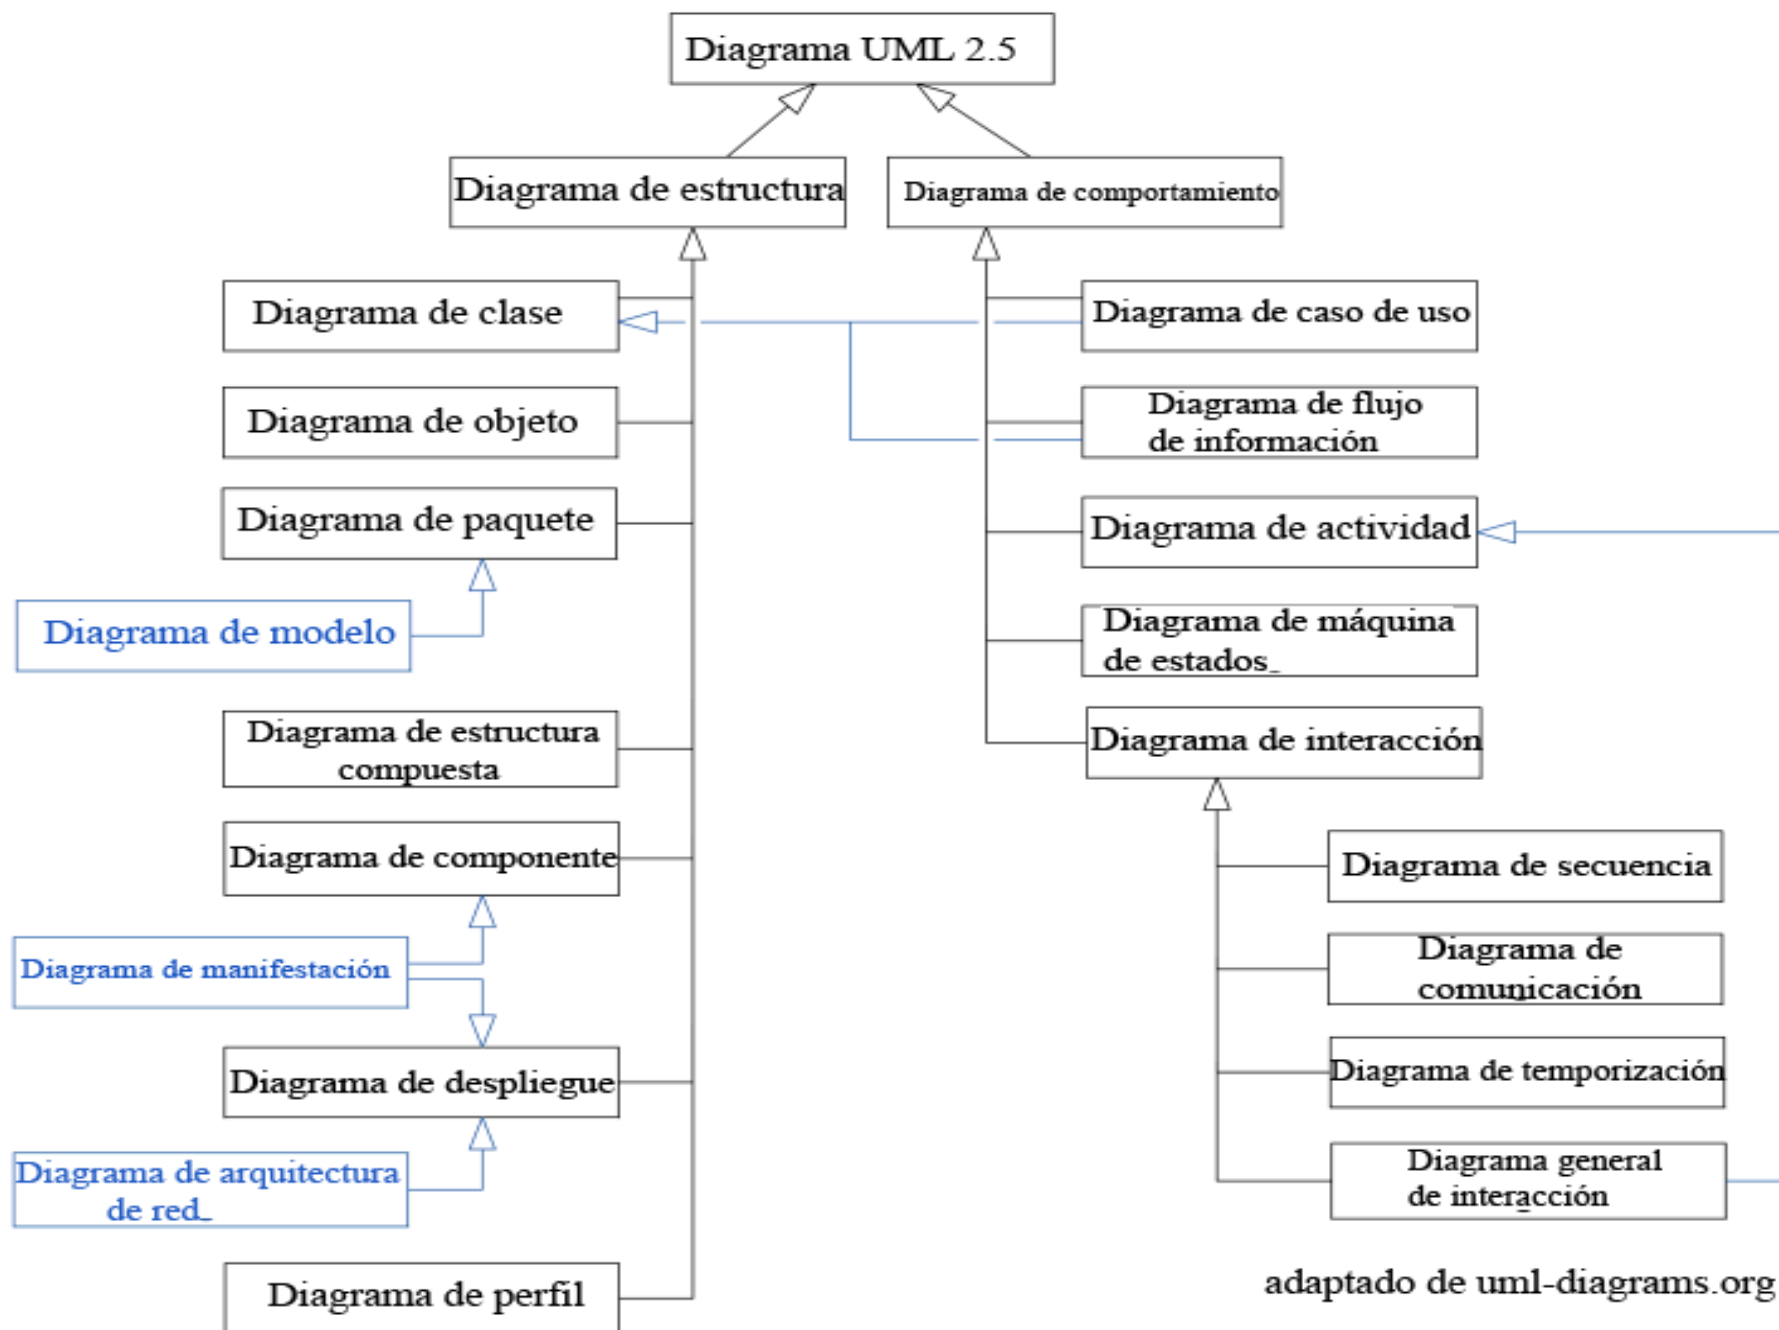 Diagrama UML 2.5
Diagrama de estructura
Diagrama de comportamiento
Diagrama de clase
Diagrama de objeto
Diagrama de paquete
Diagrama de modelo
Diagrama de estructura
compuesta
Diagrama de componente
Diagrama de manifestación
Diagrama de despliegue
Diagrama de arquitectura
de red_
Diagrama de perfil
Diagrama de caso de uso
Diagrama de flujo
de información
Diagrama de actividad
Diagrama de máquina
de estados_
Diagrama de interacción
Diagrama de secuencia
Diagrama de
comunicación
Diagrama de temporización
Diagrama general
de interacción
adaptado de uml-diagrams.org